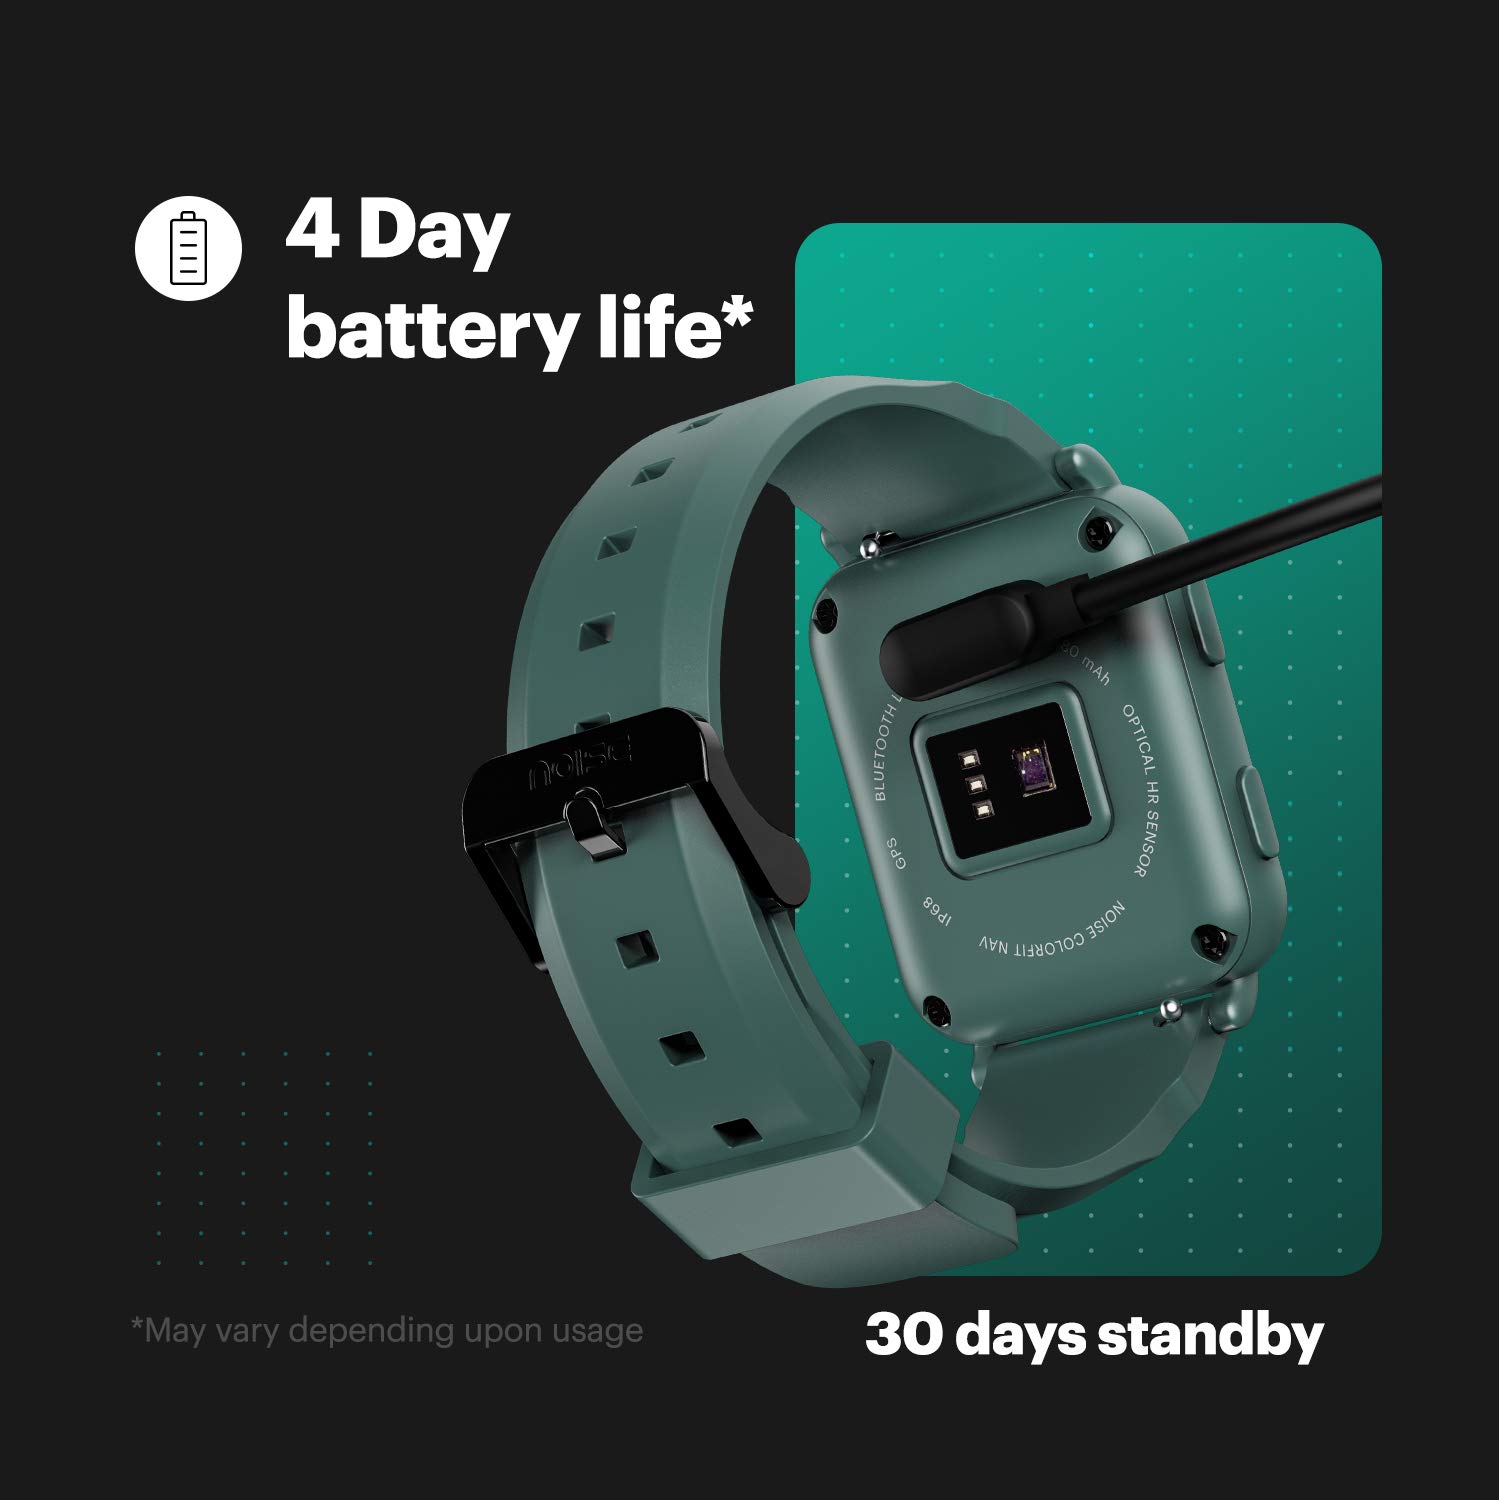 4 Day
battery life*
noise
mAh
BLUETOOTH
OPTICAL HR SENSOR
GPS
IP68
NOISE COLORFIT NAV
*May vary depending upon usage
30 days standby